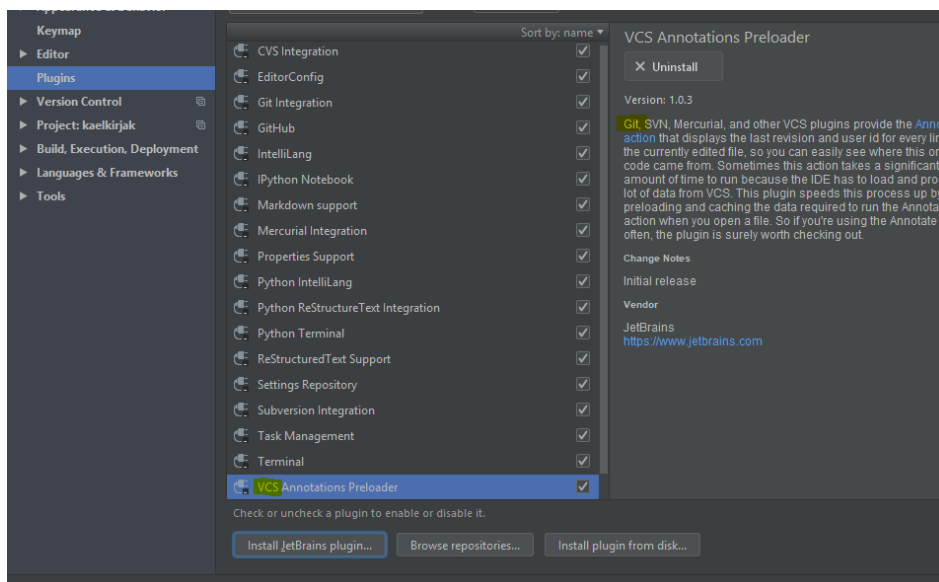 Keymap
Editor
Plugins
Version Control
Project: kaelkirjak
Build, Execution, Deployment
Languages & Frameworks
Tools
Sort by: name
CVS Integration
EditorConfig
Git Integration
GitHub
IntelliLang
IPython Notebook
Markdown support
Mercurial Integration
Properties Support
Python IntelliLang
Python ReStructureText Integration
Python Terminal
ReStructuredText Support
Settings Repository
Subversion Integration
Task Management
Terminal
VCS Annotations Preloader
Check or uncheck a plugin to enable or disable it.
Install JetBrains plugin...
Browse repositories...
Install plugin from disk...
VCS Annotations Preloader
Uninstall
Version: 1.0.3
Git, SVN, Mercurial, and other VCS plugins provide the
action that displays the last revision and user id for every
the currently edited file, so you can easily see where this
code came from. Sometimes this action takes a significant
amount of time to run because the IDE has to load and
lot of data from VCS. This plugin speeds this process up by
preloading and caching the data required to run the
action when you open a file. So if you're using the Annotate
often, the plugin is surely worth checking out.
Change Notes
Initial release
Vendor
JetBrains
https://www.jetbrains.com